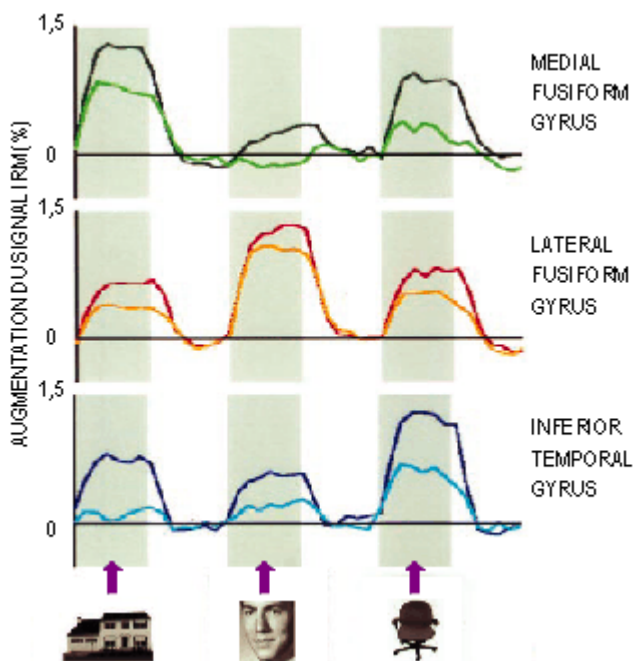 AUGMENTATION DU SIGNAL IRM (%)
1,5
0
MEDIAL
FUSIFORM
GYRUS
1,5
0
LATERAL
FUSIFORM
GYRUS
1,5
0
INFERIOR
TEMPORAL
GYRUS